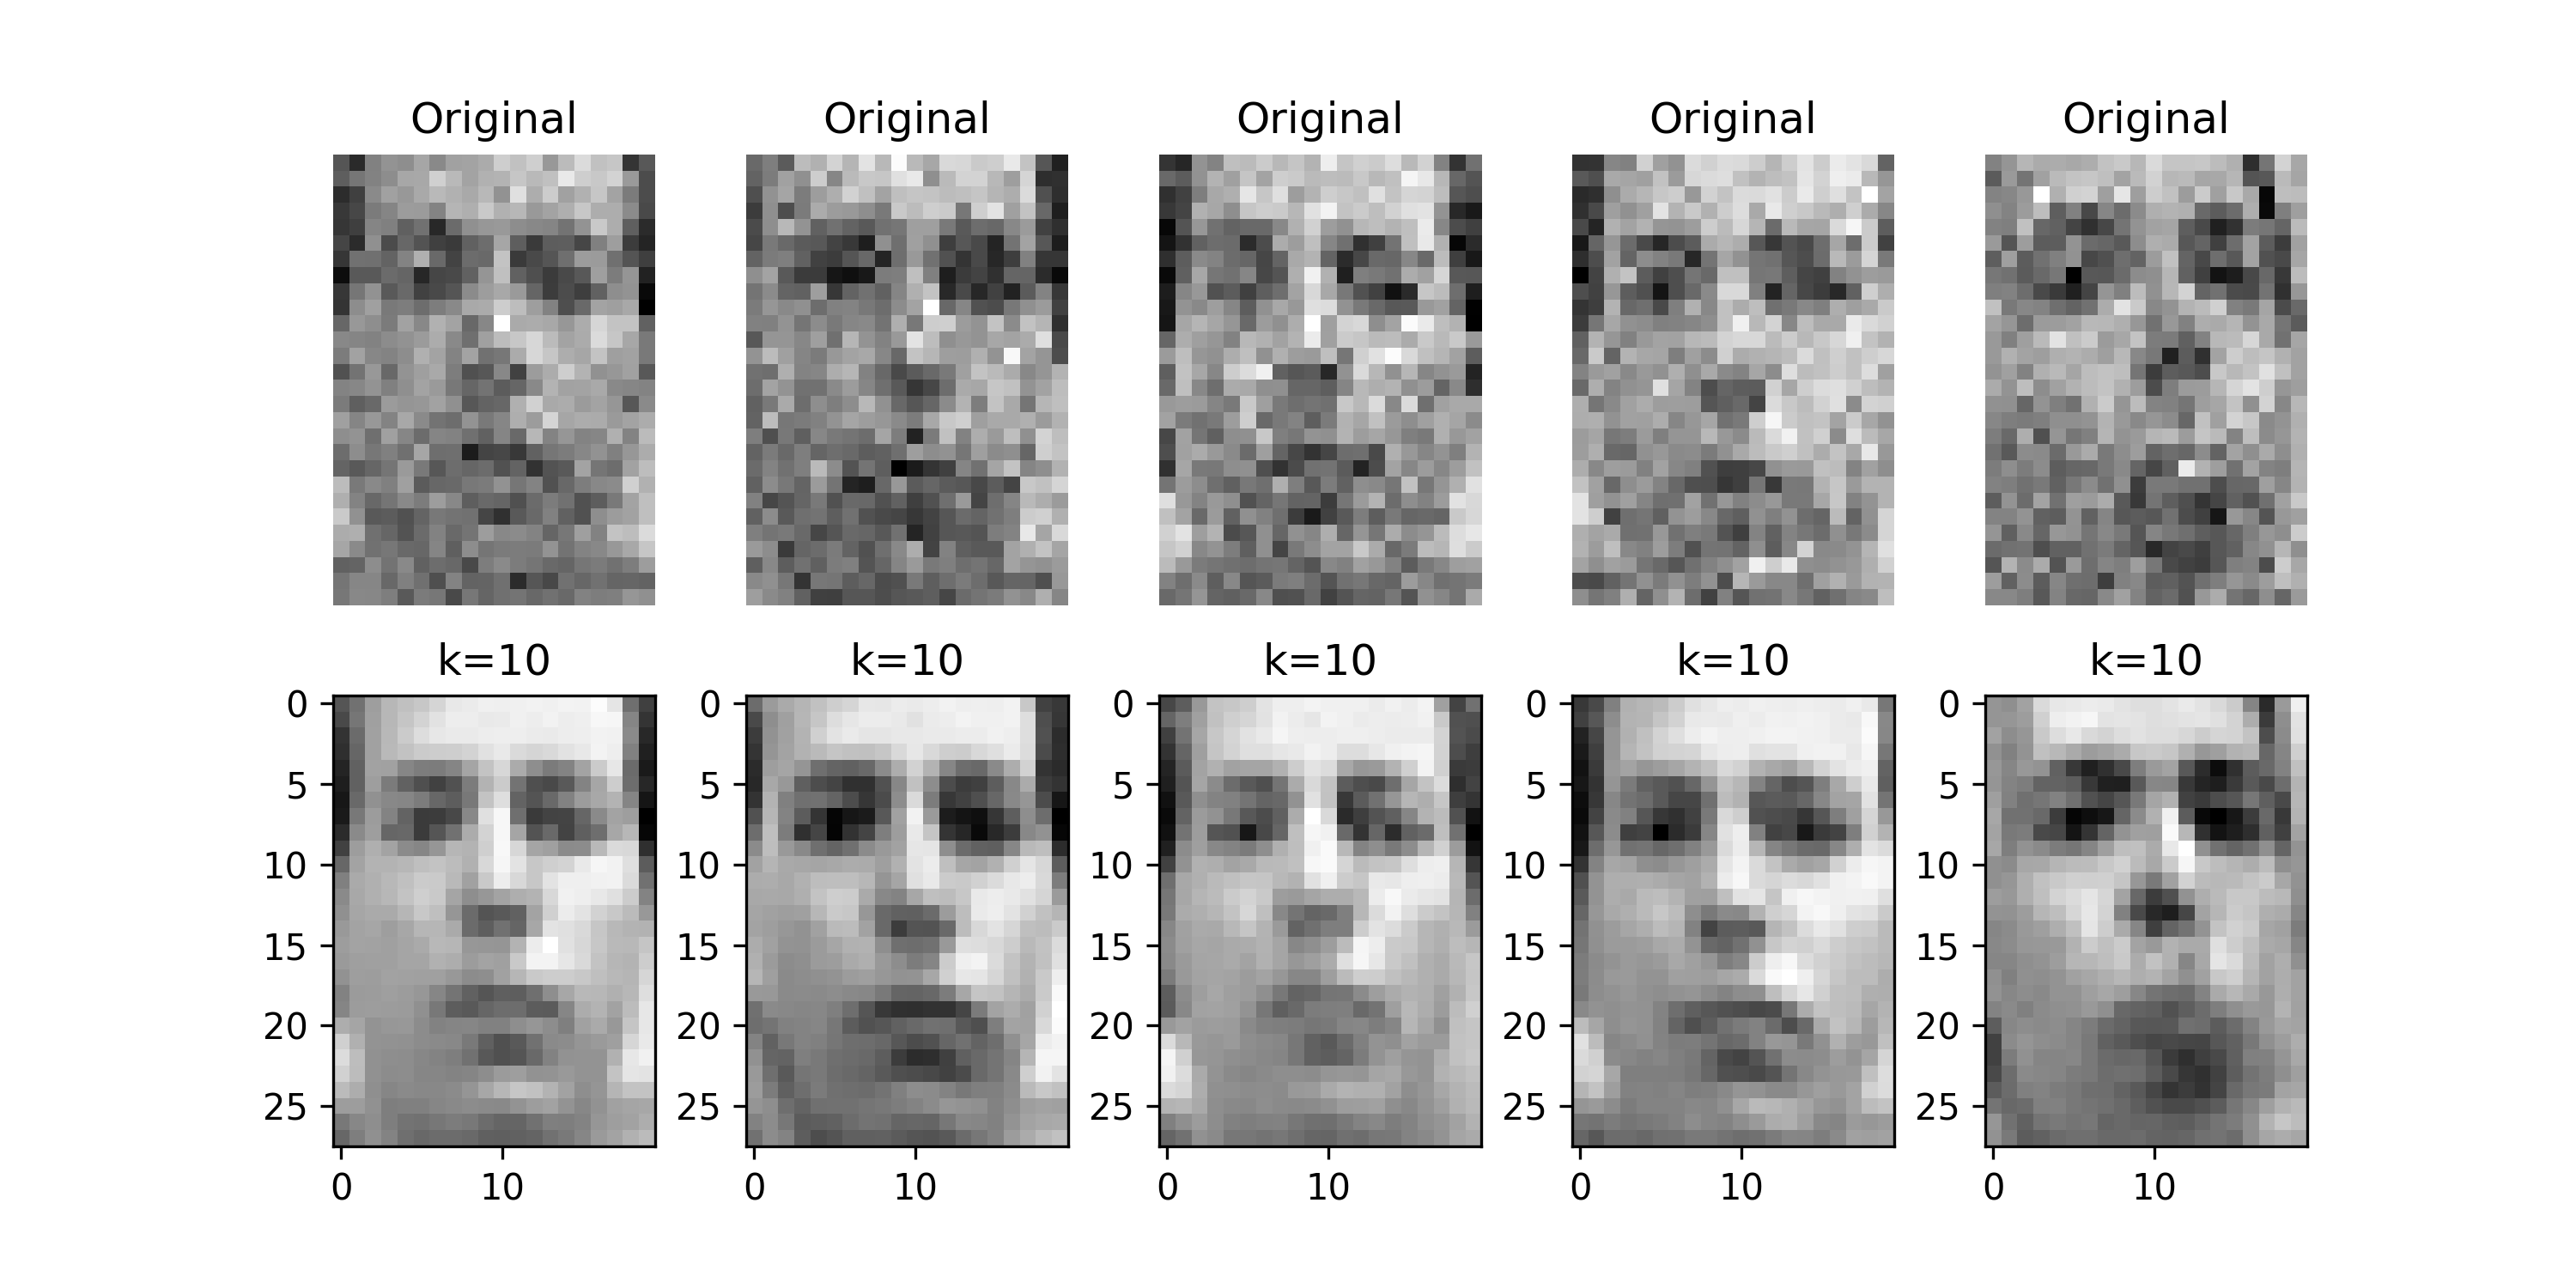 Original Original Original Original Original
k=10 k=10 k=10 k=10 k=10
0 0 0 0 0
5 5 5 5 5
10 10 10 10 10
15 15 15 15 15
20 20 20 20 20
25 25 25 25 25
0 10 0 10 0 10 0 10 0 10